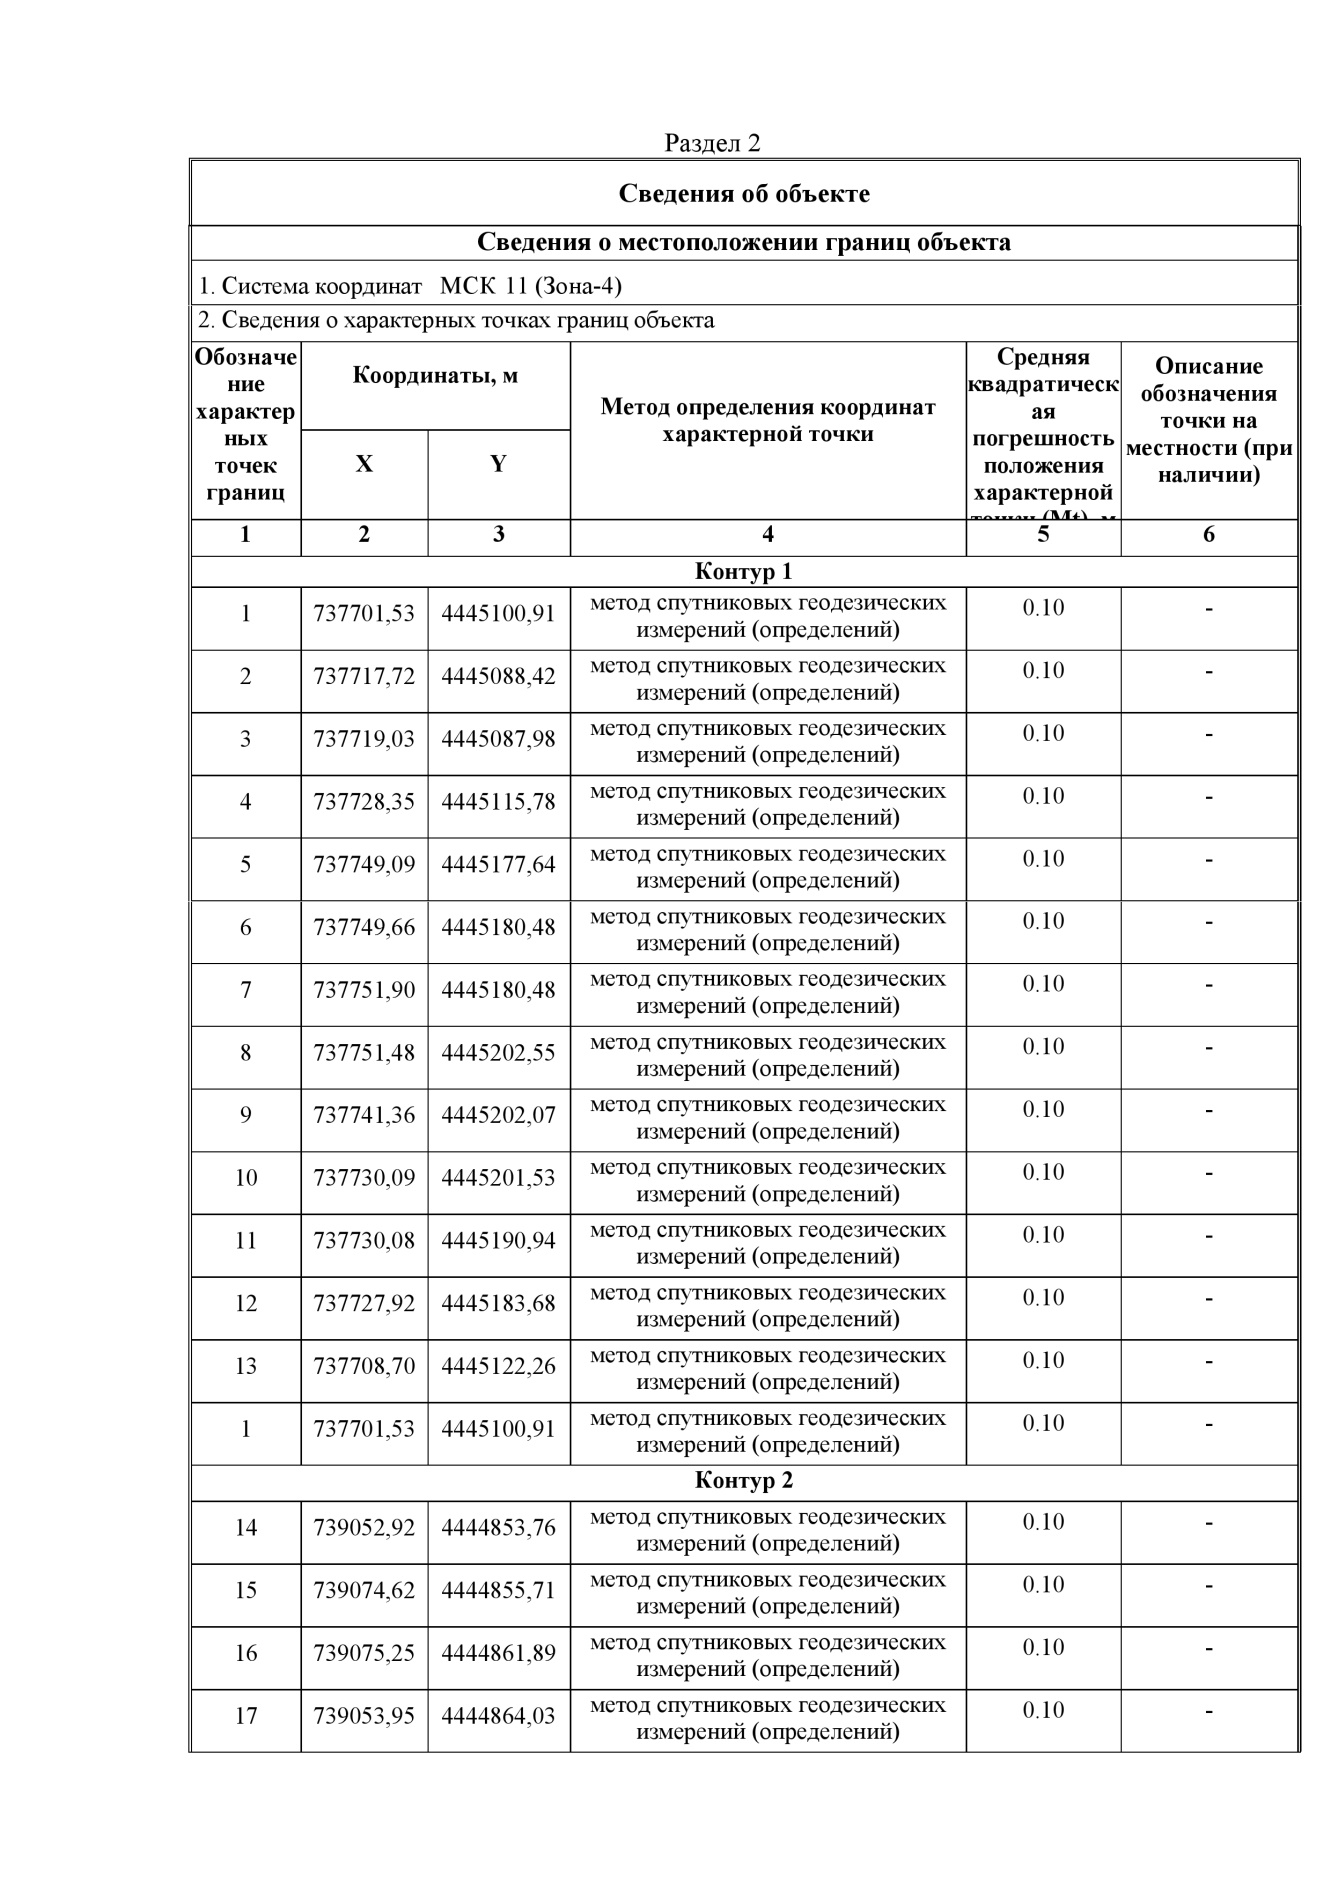 Раздел 2
Сведения об объекте
Сведения о местоположении границ объекта
1. Система координат МСК 11 (Зона-4)
2. Сведения о характерных точках границ объекта
Обозначе
ние
характер
ных
точек
границ
Координаты, м
X
Y
Метод определения координат
характерной точки
Средняя
квадратическ
ая
погрешность
положения
характерной
точки (Mt), м
Описание
обозначения
точки на
местности (при
наличии)
1 2 3 4 5 6
Контур 1
1 737701,53 4445100,91 метод спутниковых геодезических 0.10 -
измерений (определений)
2 737717,72 4445088,42 метод спутниковых геодезических 0.10 -
измерений (определений)
3 737719,03 4445087,98 метод спутниковых геодезических 0.10 -
измерений (определений)
4 737728,35 4445115,78 метод спутниковых геодезических 0.10 -
измерений (определений)
5 737749,09 4445177,64 метод спутниковых геодезических 0.10 -
измерений (определений)
6 737749,66 4445180,48 метод спутниковых геодезических 0.10 -
измерений (определений)
7 737751,90 4445180,48 метод спутниковых геодезических 0.10 -
измерений (определений)
8 737751,48 4445202,55 метод спутниковых геодезических 0.10 -
измерений (определений)
9 737741,36 4445202,07 метод спутниковых геодезических 0.10 -
измерений (определений)
10 737730,09 4445201,53 метод спутниковых геодезических 0.10 -
измерений (определений)
11 737730,08 4445190,94 метод спутниковых геодезических 0.10 -
измерений (определений)
12 737727,92 4445183,68 метод спутниковых геодезических 0.10 -
измерений (определений)
13 737708,70 4445122,26 метод спутниковых геодезических 0.10 -
измерений (определений)
1 737701,53 4445100,91 метод спутниковых геодезических 0.10 -
измерений (определений)
Контур 2
14 739052,92 4444853,76 метод спутниковых геодезических 0.10 -
измерений (определений)
15 739074,62 4444855,71 метод спутниковых геодезических 0.10 -
измерений (определений)
16 739075,25 4444861,89 метод спутниковых геодезических 0.10 -
измерений (определений)
17 739053,95 4444864,03 метод спутниковых геодезических 0.10 -
измерений (определений)